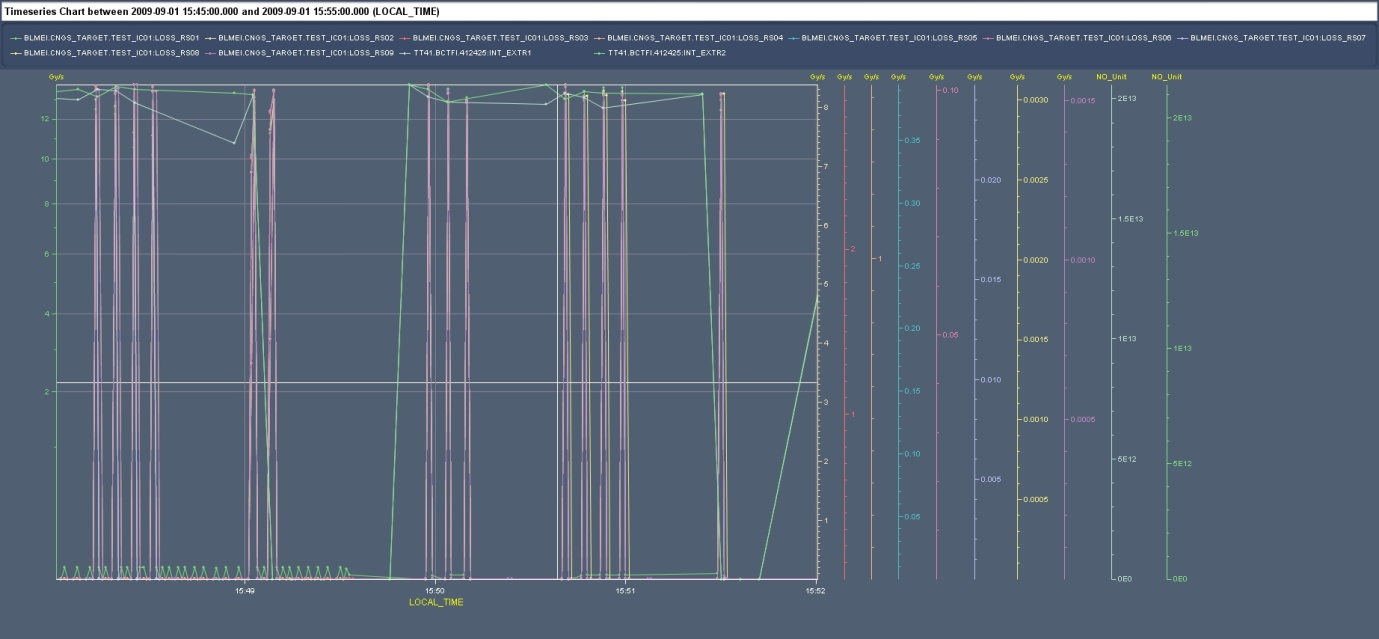 Timeseries Chart between 2009-09-01 15:45:00.000 and 2009-09-01 15:55:00.000 (LOCAL_TIME)
BLMEI.CNGS_TARGET.TEST_IC01:LOSS_RS01 BLMEI.CNGS_TARGET.TEST_IC01:LOSS_RS02 BLMEI.CNGS_TARGET.TEST_IC01:LOSS_RS03 BLMEI.CNGS_TARGET.TEST_IC01:LOSS_RS04 BLMEI.CNGS_TARGET.TEST_IC01:LOSS_RS05 BLMEI.CNGS_TARGET.TEST_IC01:LOSS_RS06 BLMEI.CNGS_TARGET.TEST_IC01:LOSS_RS07
BLMEI.CNGS_TARGET.TEST_IC01:LOSS_RS08 BLMEI.CNGS_TARGET.TEST_IC01:LOSS_RS09 TT41.BCTFI.412425:INT_EXTR1 TT41.BCTFI.412425:INT_EXTR2
Gy/s Gy/s Gy/s Gy/s Gy/s Gy/s Gy/s Gy/s Gy/s NO_Unit NO_Unit
12
10
8
6
4
2
8
7
6
5
4
3
2
1
2
1
1
0.35
0.30
0.25
0.20
0.15
0.10
0.05
0.10
0.05
0.020
0.015
0.010
0.005
0.0030
0.0025
0.0020
0.0015
0.0010
0.0005
0.0015
0.0010
0.0005
2E13
1.5E13
1E13
5E12
0E0
2E13
1.5E13
1E13
5E12
0E0
15:49 15:50 15:51 15:52
LOCAL_TIME